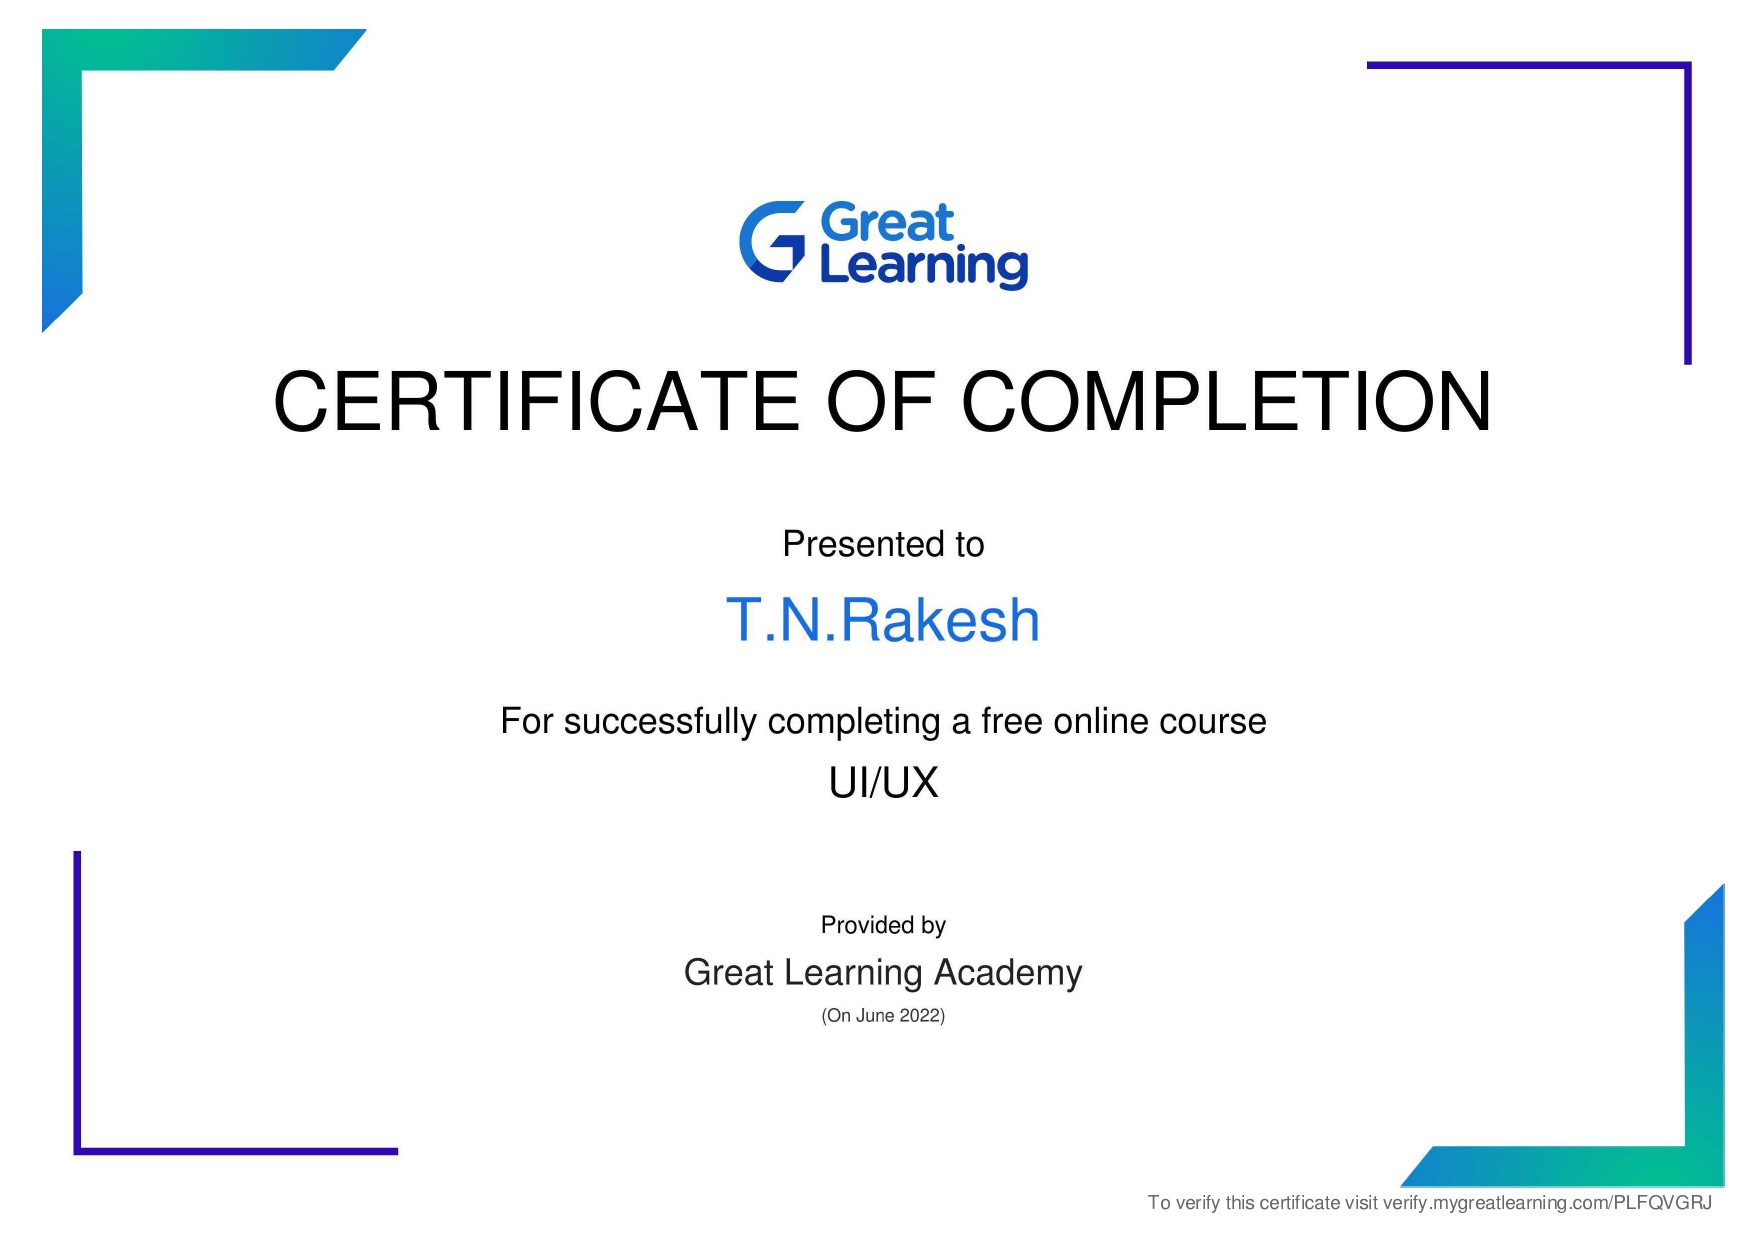 Great
Learning
CERTIFICATE OF COMPLETION
Presented to
T.N.Rakesh
For successfully completing a free online course
UI/UX
Provided by
Great Learning Academy
(On June 2022)
To verify this certificate visit verify.mygreatlearning.com/PLFQVGRJ